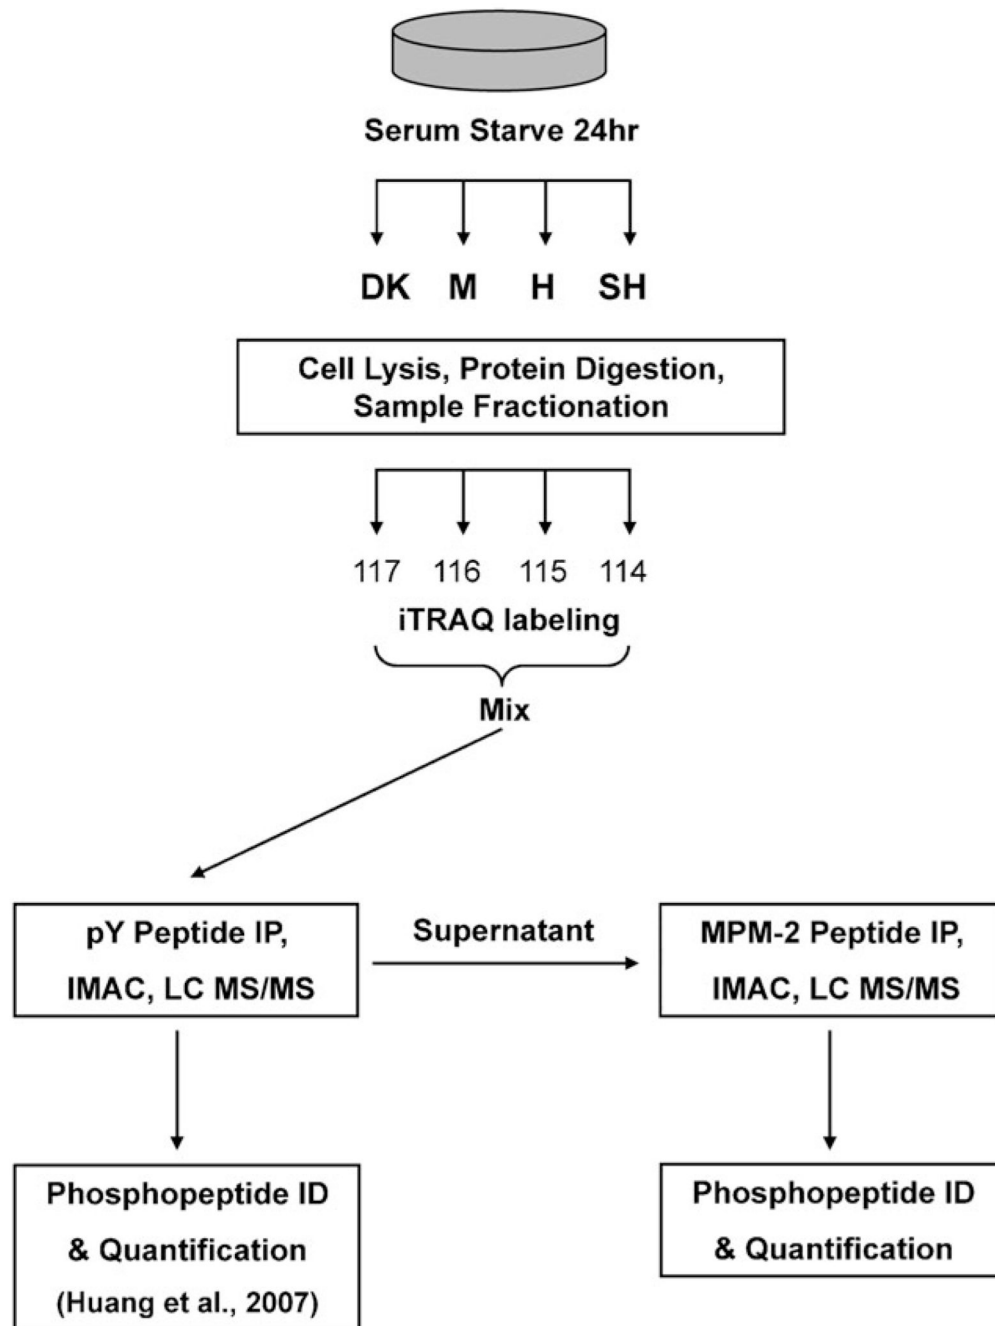 Serum Starve 24hr
DK M H SH
Cell Lysis, Protein Digestion,
Sample Fractionation
117 116 115 114
iTRAQ labeling
Mix
pY Peptide IP,
IMAC, LC MS/MS
Supernatant
MPM-2 Peptide IP,
IMAC, LC MS/MS
Phosphopeptide ID
& Quantification
(Huang et al., 2007)
Phosphopeptide ID
& Quantification